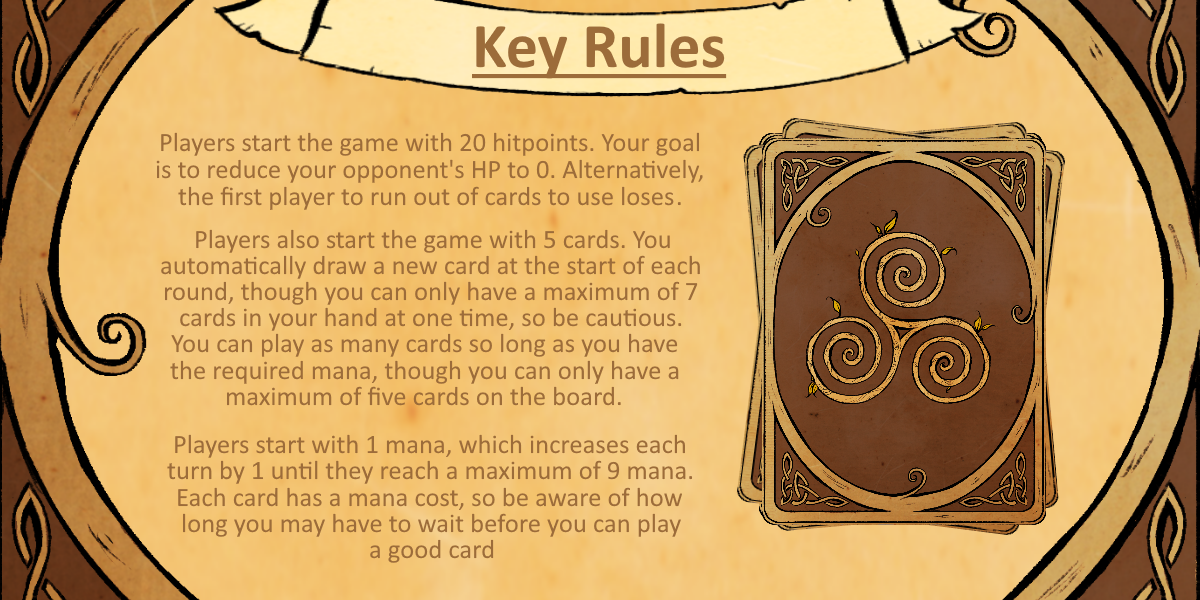 Key Rules
Players start the game with 20 hitpoints. Your goal
is to reduce your opponent's HP to 0. Alternatively,
the first player to run out of cards to use loses.
Players also start the game with 5 cards. You
automatically draw a new card at the start of each
round, though you can only have a maximum of 7
cards in your hand at one time, so be cautious.
You can play as many cards so long as you have
the required mana, though you can only have a
maximum of five cards on the board.
Players start with 1 mana, which increases each
turn by 1 until they reach a maximum of 9 mana.
Each card has a mana cost, so be aware of how
long you may have to wait before you can play
a good card